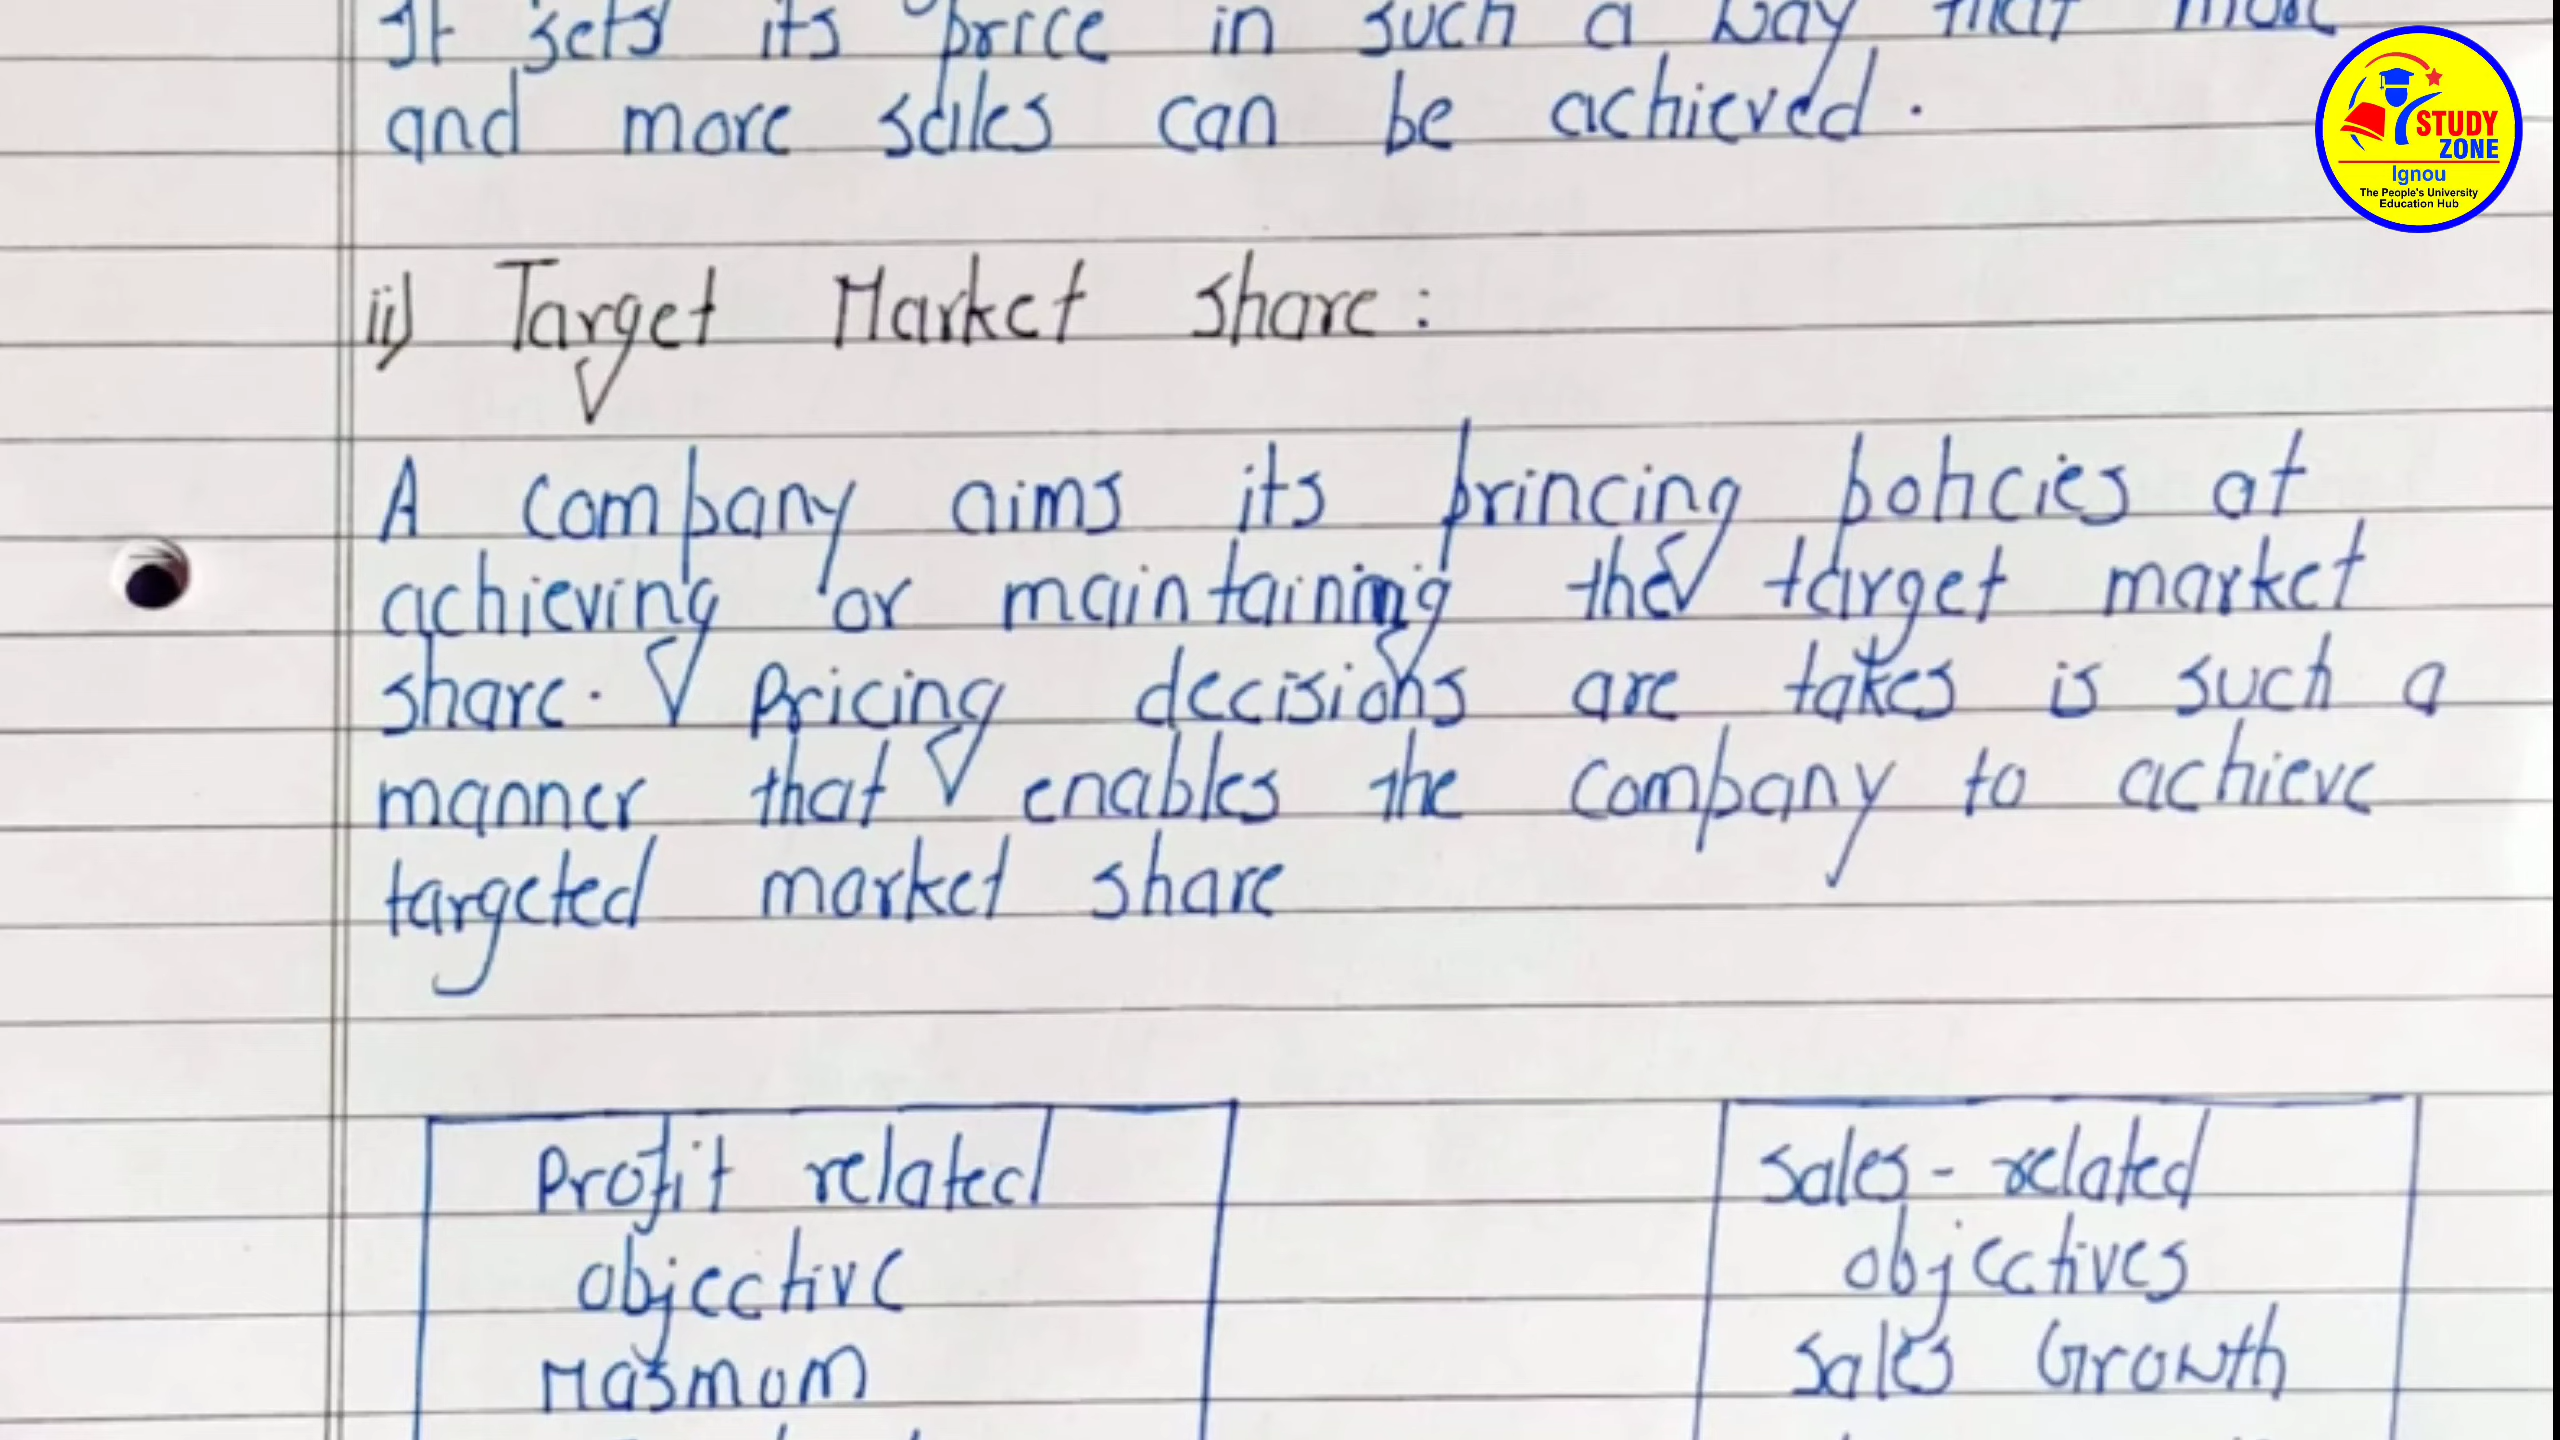 It sets its price in such a way that more
and more sales can be achieved.
ii) Target Market share:
A company aims its princing policies at
achieving or maintaining the target market
share. Pricing decisions are takes is such a
manner that enables the company to achieve
targeted market share
Profit related
objective
Sales - related
objectives
Sales Growth
STUDY
ZONE
Ignou
The People's University
Education Hub